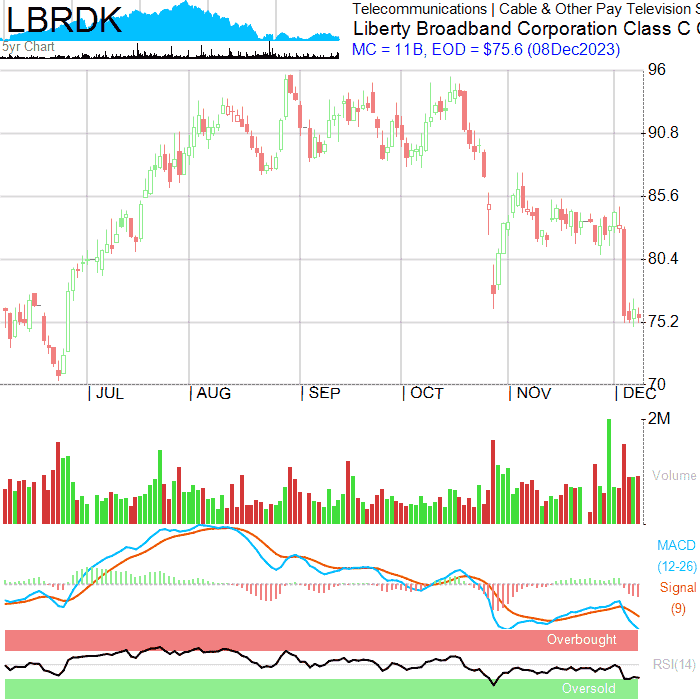 LBRDK
5yr Chart
Telecommunications | Cable & Other Pay Television S
Liberty Broadband Corporation Class C C
MC = 11B, EOD = $75.6 (08Dec2023)
96
90.8
85.6
80.4
75.2
70
JUL AUG SEP OCT NOV DEC
2M
Volume
MACD
(12-26)
Signal
(9)
Overbought
RSI(14)
Oversold